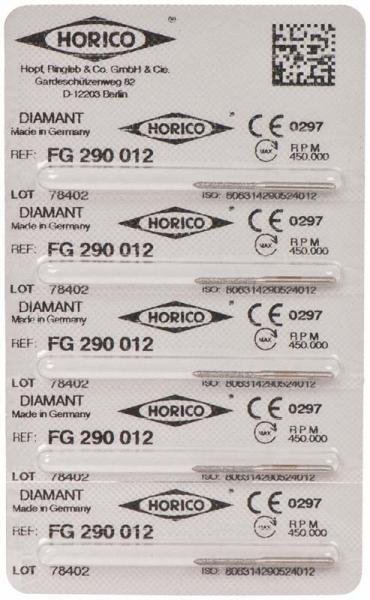 HORICO ®
Hopf, Ringleb & Co. GmbH & Cie.
Gardeschützenweg 82
D-12203 Berlin
DIAMANT HORICO ® CE 0297
Made in Germany
REF: FG 290 012 MAX RPM 450.000
LOT 78402 ISO: 806314290524012
DIAMANT HORICO ® CE 0297
Made in Germany
REF: FG 290 012 MAX RPM 450.000
LOT 78402 ISO: 806314290524012
DIAMANT HORICO ® CE 0297
Made in Germany
REF: FG 290 012 MAX RPM 450.000
LOT 78402 ISO: 806314290524012
DIAMANT HORICO ® CE 0297
Made in Germany
REF: FG 290 012 MAX RPM 450.000
LOT 78402 ISO: 806314290524012
DIAMANT HORICO ® CE 0297
Made in Germany
REF: FG 290 012 MAX RPM 450.000
LOT 78402 ISO: 806314290524012